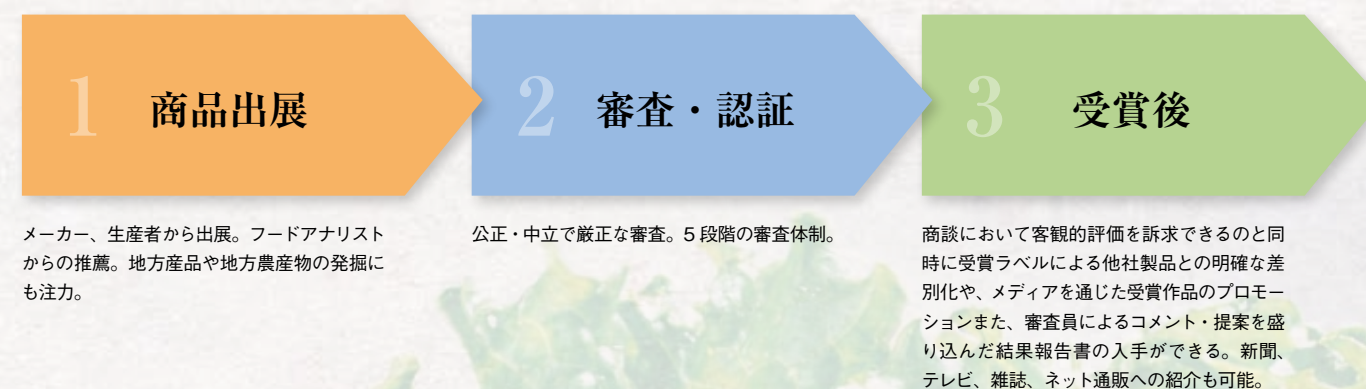 1 商品出展
メーカー、生産者から出展。フードアナリスト
からの推薦。地方産品や地方農産物の発掘に
も注力。
2 審査・認証
公正・中立で厳正な審査。5 段階の審査体制。
3 受賞後
商談において客観的評価を訴求できるのと同
時に受賞ラベルによる他社製品との明確な差
別化や、メディアを通じた受賞作品のプロモー
ションまた、審査員によるコメント・提案を盛
り込んだ結果報告書の入手ができる。新聞、
テレビ、雑誌、ネット通販への紹介も可能。